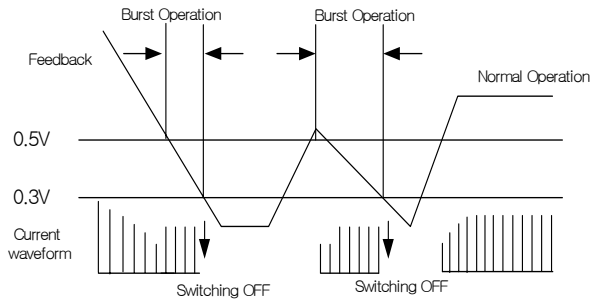 Burst Operation
Burst Operation
Feedback
Normal Operation
0.5V
0.3V
Current
waveform
Switching OFF
Switching OFF